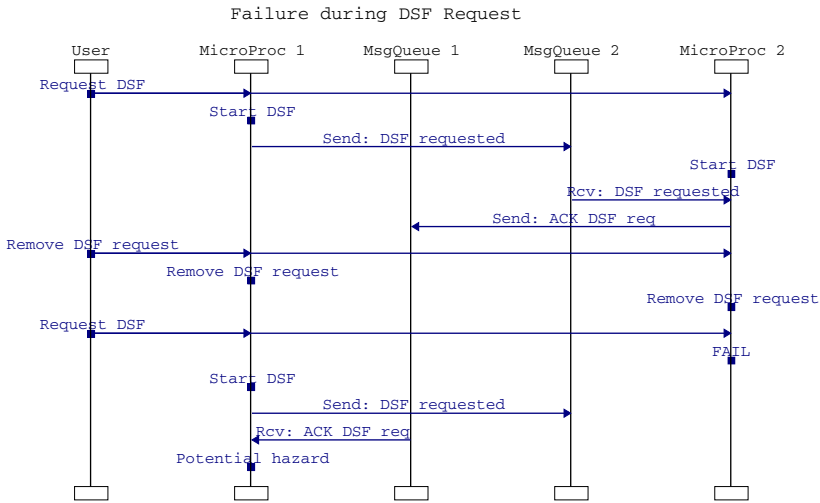 Failure during DSF Request
User MicroProc 1 MsgQueue 1 MsgQueue 2 MicroProc 2
Request DSF
Start DSF
Send: DSF requested
Start DSF
Rcv: DSF requested
Send: ACK DSF req
Remove DSF request
Remove DSF request
Remove DSF request
Request DSF
FAIL
Start DSF
Send: DSF requested
Rcv: ACK DSF req
Potential hazard